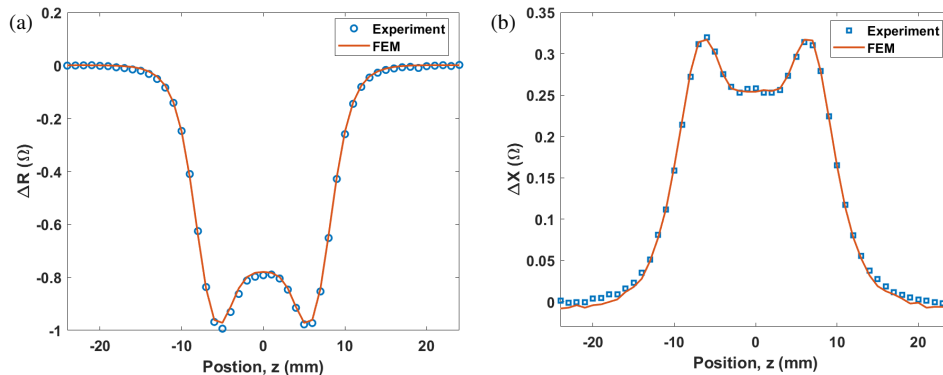 (a)
Experiment
FEM
0
-0.2
-0.4
-0.6
-0.8
-1
ΔR (Ω)
-20 -10 0 10 20
Postion, z (mm)
(b)
Experiment
FEM
0.35
0.3
0.25
0.2
0.15
0.1
0.05
0
ΔX (Ω)
-20 -10 0 10 20
Position, z (mm)